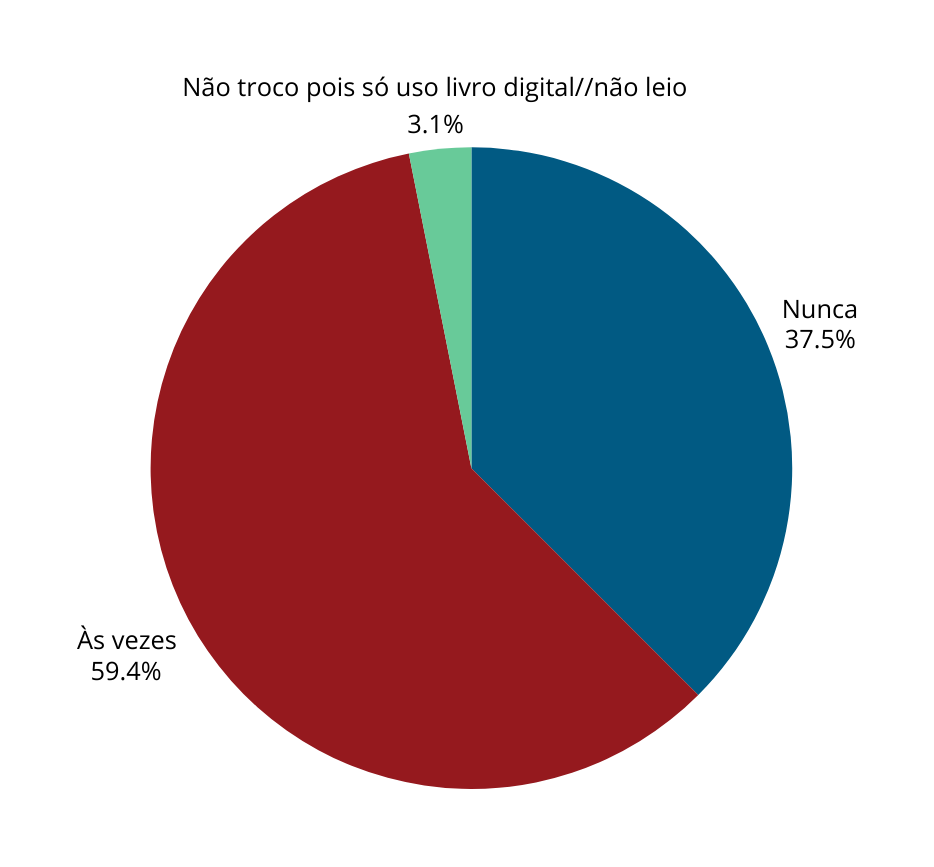 Não troco pois só uso livro digital//não leio
3.1%
Nunca
37.5%
Às vezes
59.4%